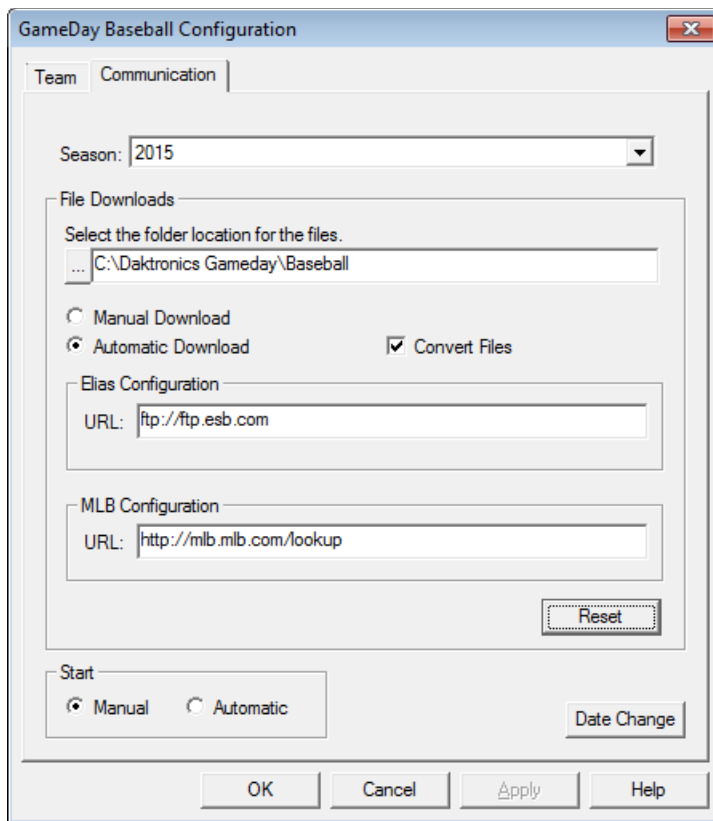 GameDay Baseball Configuration
Team Communication
Season: 2015
File Downloads
Select the folder location for the files.
... C:\Daktronics Gameday\Baseball
Manual Download
Automatic Download Convert Files
Elias Configuration
URL: ftp://ftp.esb.com
MLB Configuration
URL: http://mlb.mlb.com/lookup
Reset
Start
Manual Automatic
Date Change
OK Cancel Apply Help